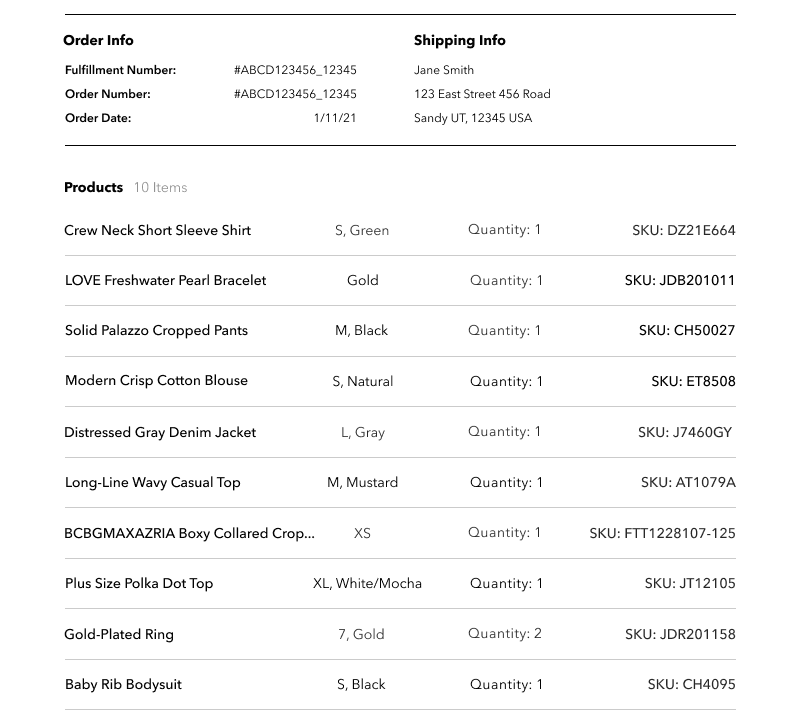 Order Info
Fulfillment Number: #ABCD123456_12345
Order Number: #ABCD123456_12345
Order Date: 1/11/21
Shipping Info
Jane Smith
123 East Street 456 Road
Sandy UT, 12345 USA
Products 10 Items
Crew Neck Short Sleeve Shirt S, Green Quantity: 1 SKU: DZ21E664
LOVE Freshwater Pearl Bracelet Gold Quantity: 1 SKU: JDB201011
Solid Palazzo Cropped Pants M, Black Quantity: 1 SKU: CH50027
Modern Crisp Cotton Blouse S, Natural Quantity: 1 SKU: ET8508
Distressed Gray Denim Jacket L, Gray Quantity: 1 SKU: J7460GY
Long-Line Wavy Casual Top M, Mustard Quantity: 1 SKU: AT1079A
BCBGMAXAZRIA Boxy Collared Crop... XS Quantity: 1 SKU: FTT1228107-125
Plus Size Polka Dot Top XL, White/Mocha Quantity: 1 SKU: JT12105
Gold-Plated Ring 7, Gold Quantity: 2 SKU: JDR201158
Baby Rib Bodysuit S, Black Quantity: 1 SKU: CH4095